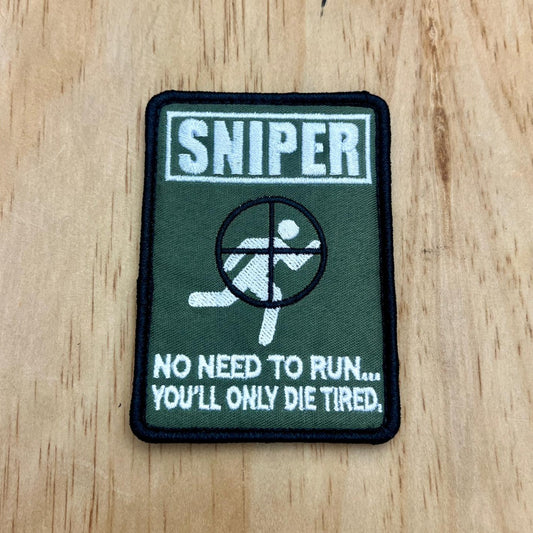 SNIPER
NO NEED TO RUN...
YOU'LL ONLY DIE TIRED.